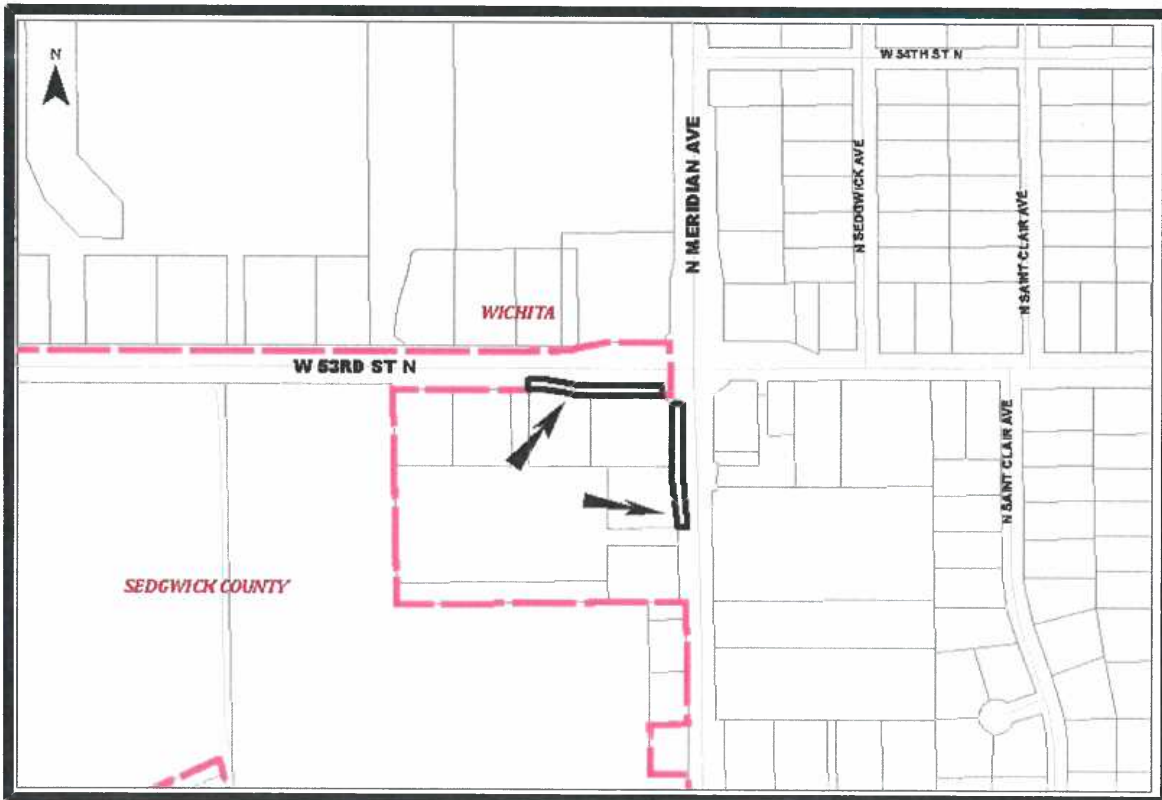 N
W 54TH ST N
N MERIDIAN AVE
N SEDGWICK AVE
N SAINT CLAIR AVE
WICHITA
W 53RD ST N
N SAINT CLAIR AVE
SEDGWICK COUNTY